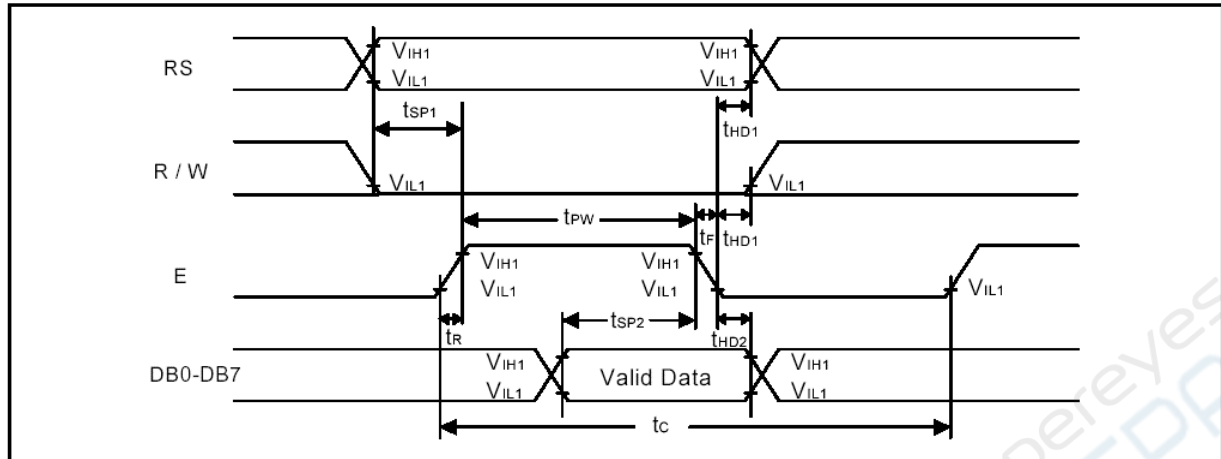 RS
VIH1
VIL1
VIH1
VIL1
tSP1
tHD1
R / W
VIL1
VIL1
tPW
tF
tHD1
E
VIH1
VIL1
VIH1
VIL1
VIL1
tR
tSP2
tHD2
DB0-DB7
VIH1
VIL1
Valid Data
VIH1
VIL1
tc